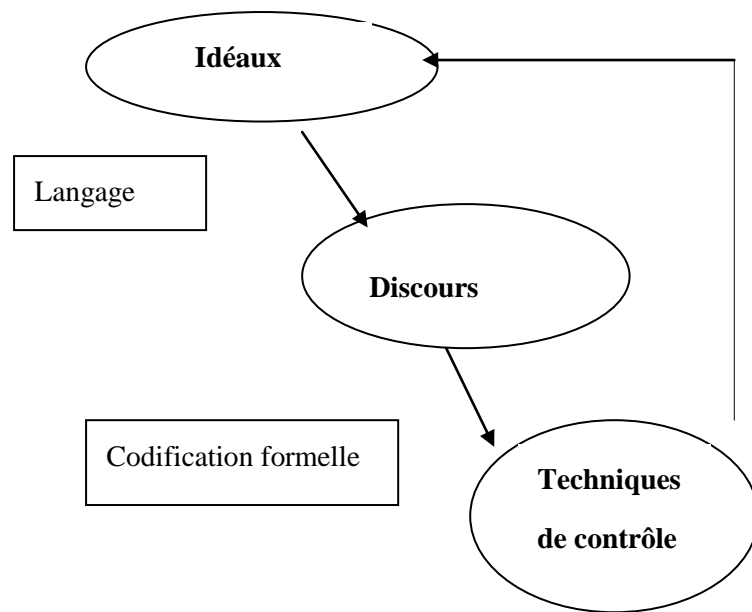 Idéaux
Langage
Discours
Codification formelle
Techniques
de contrôle